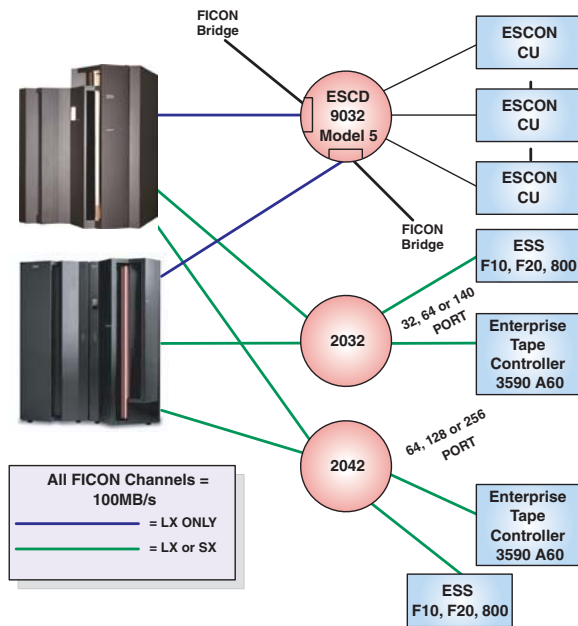 FICON
Bridge
ESCD
9032
Model 5
ESCON
CU
ESCON
CU
ESCON
CU
FICON
Bridge
ESS
F10, F20, 800
32, 64 or 140
PORT
2032
Enterprise
Tape
Controller
3590 A60
64, 128 or 256
PORT
2042
All FICON Channels =
100MB/s
= LX ONLY
= LX or SX
Enterprise
Tape
Controller
3590 A60
ESS
F10, F20, 800